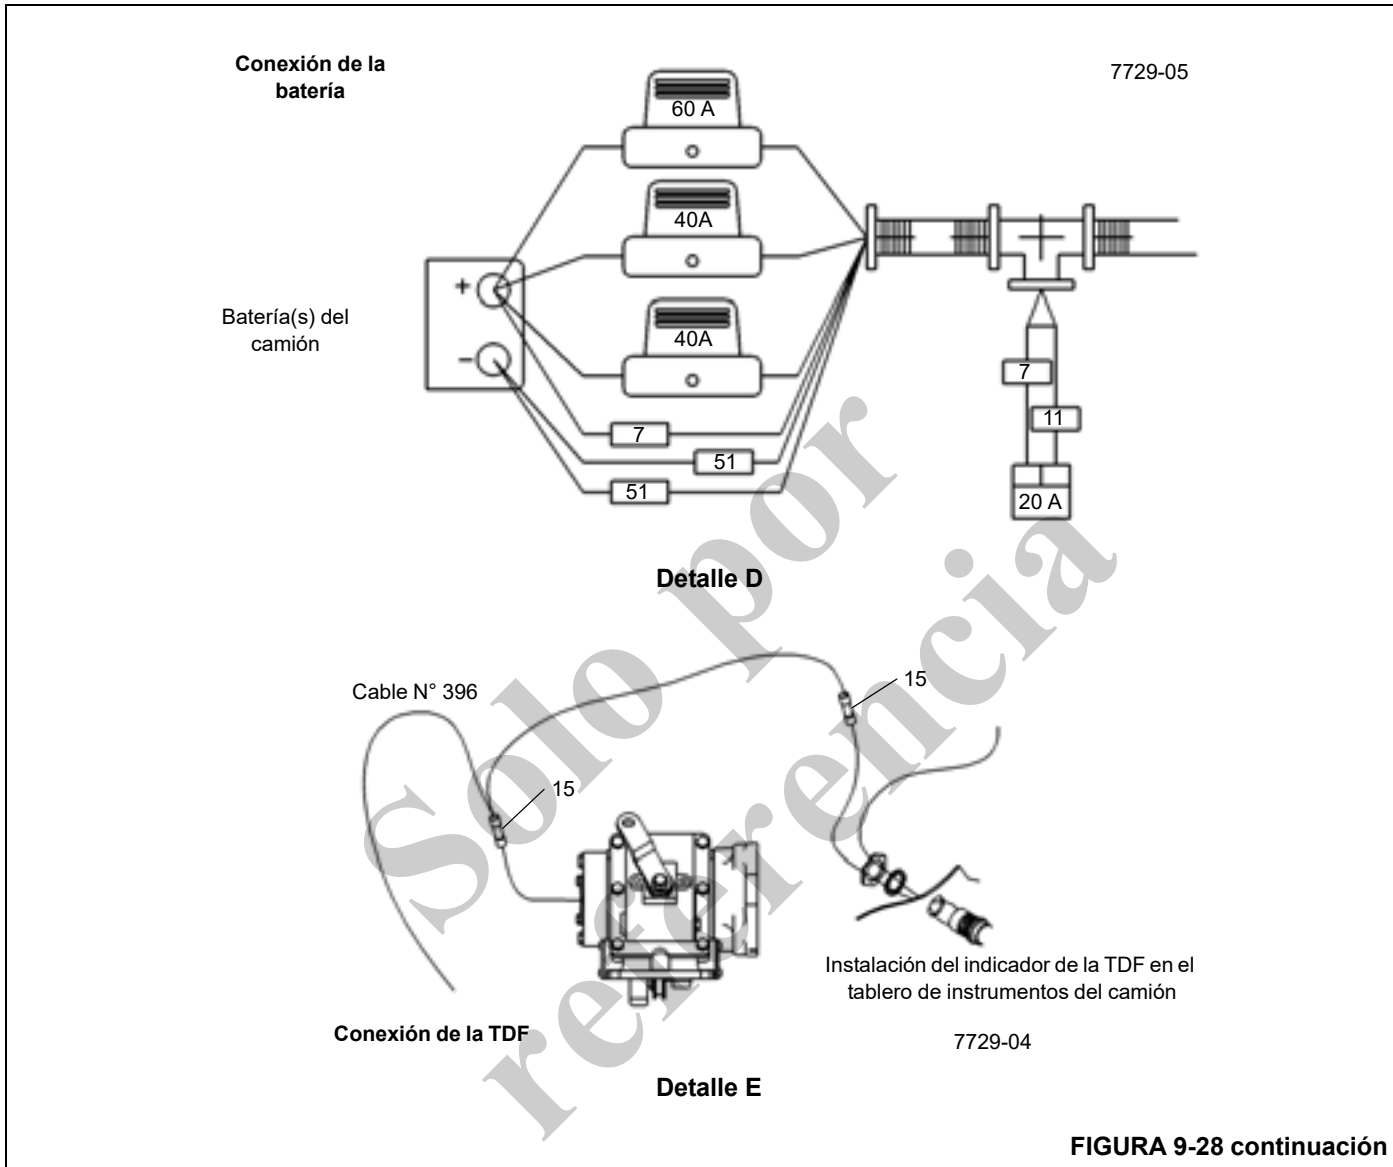 Conexión de la
batería
7729-05
60 A
40A
40A
+
Batería(s) del
camión
–
7
51
51
7
11
20 A
Detalle D
Cable N° 396
15
15
Instalación del indicador de la TDF en el
tablero de instrumentos del camión
Conexión de la TDF
7729-04
Detalle E
Solo por
referencia
FIGURA 9-28 continuación